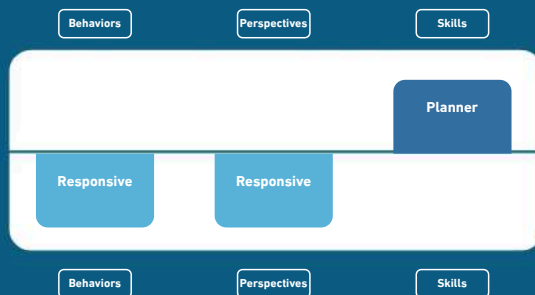 Behaviors
Perspectives
Skills
Planner
Responsive
Responsive
Behaviors
Perspectives
Skills